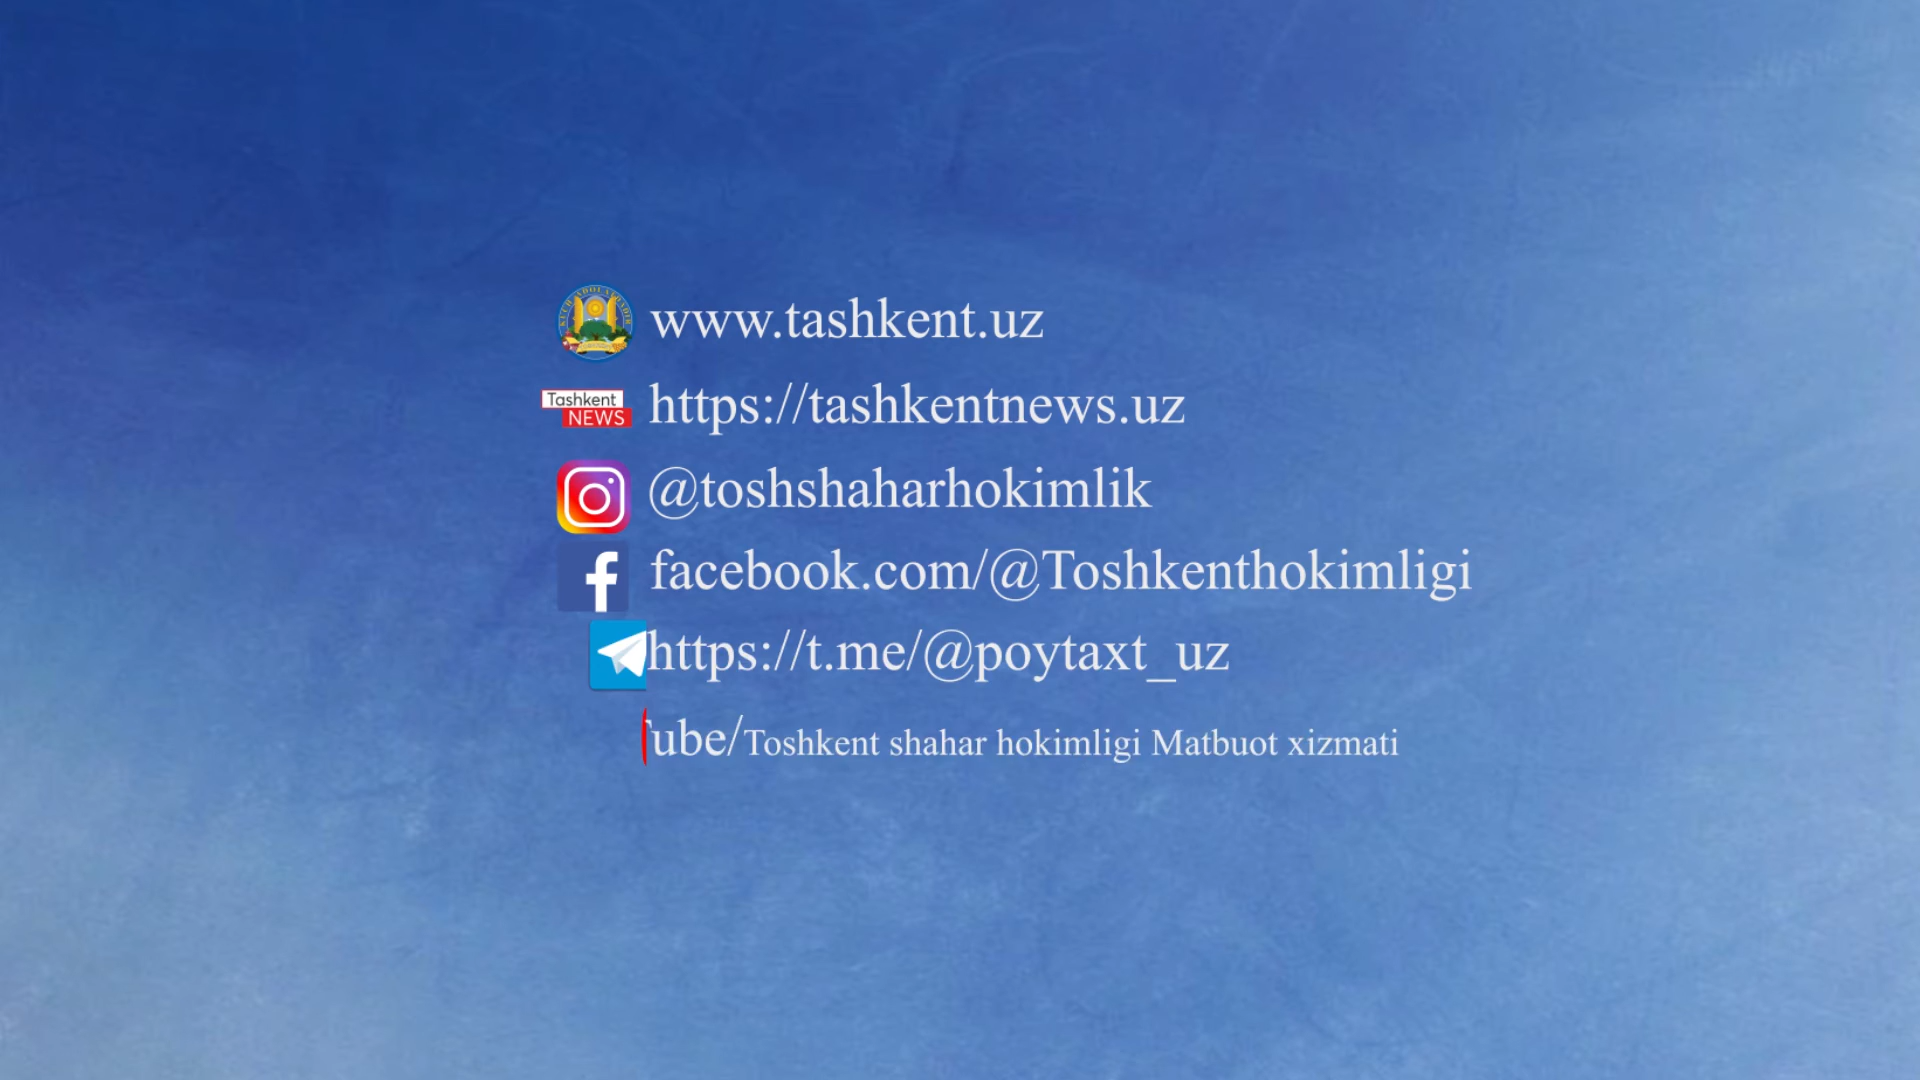 www.tashkent.uz
Tashkent
NEWS
https://tashkentnews.uz
@toshshaharhokimlik
facebook.com/@Toshkenthokimligi
https://t.me/@poytaxt_uz
ube/Toshkent shahar hokimligi Matbuot xizmati